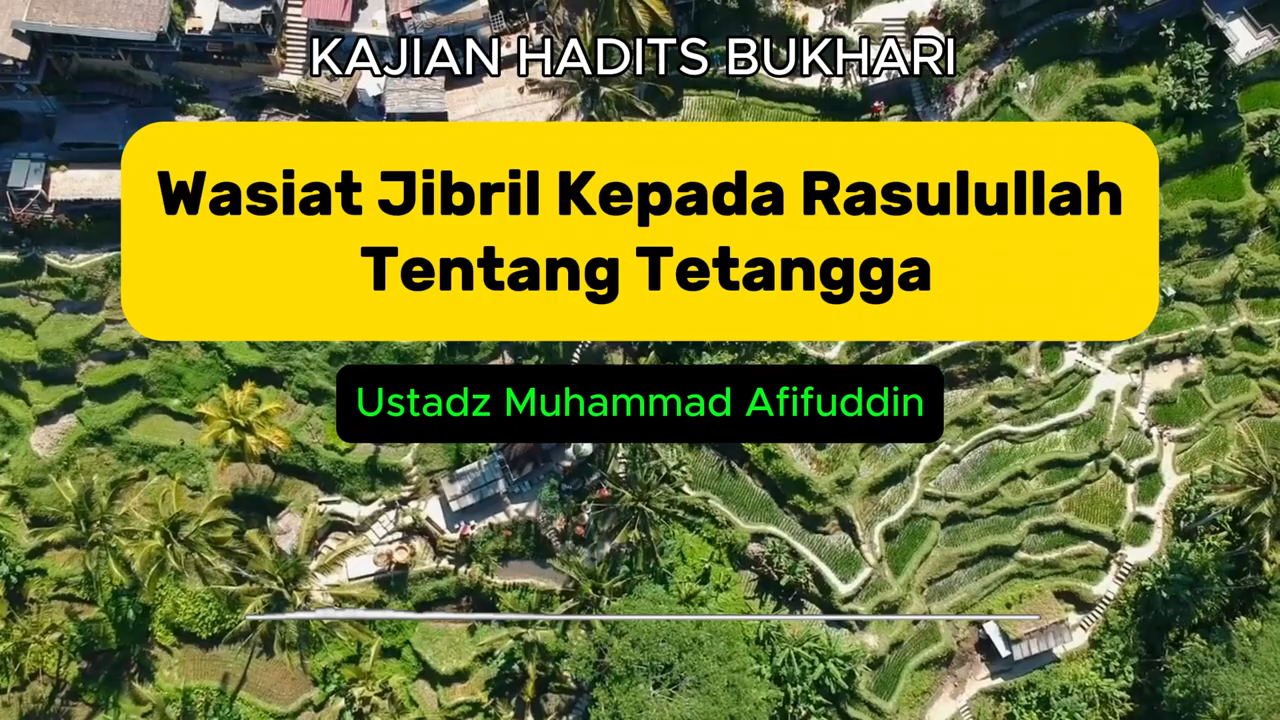 KAJIAN HADITS BUKHARI
Wasiat Jibril Kepada Rasulullah
Tentang Tetangga
Ustadz Muhammad Afifuddin